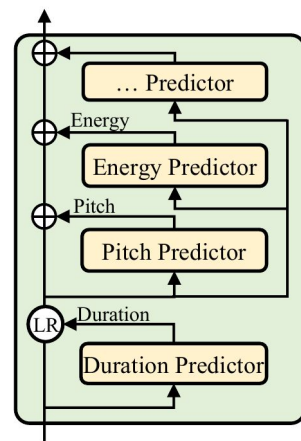 ... Predictor
Energy
Energy Predictor
Pitch
Pitch Predictor
LR
Duration
Duration Predictor